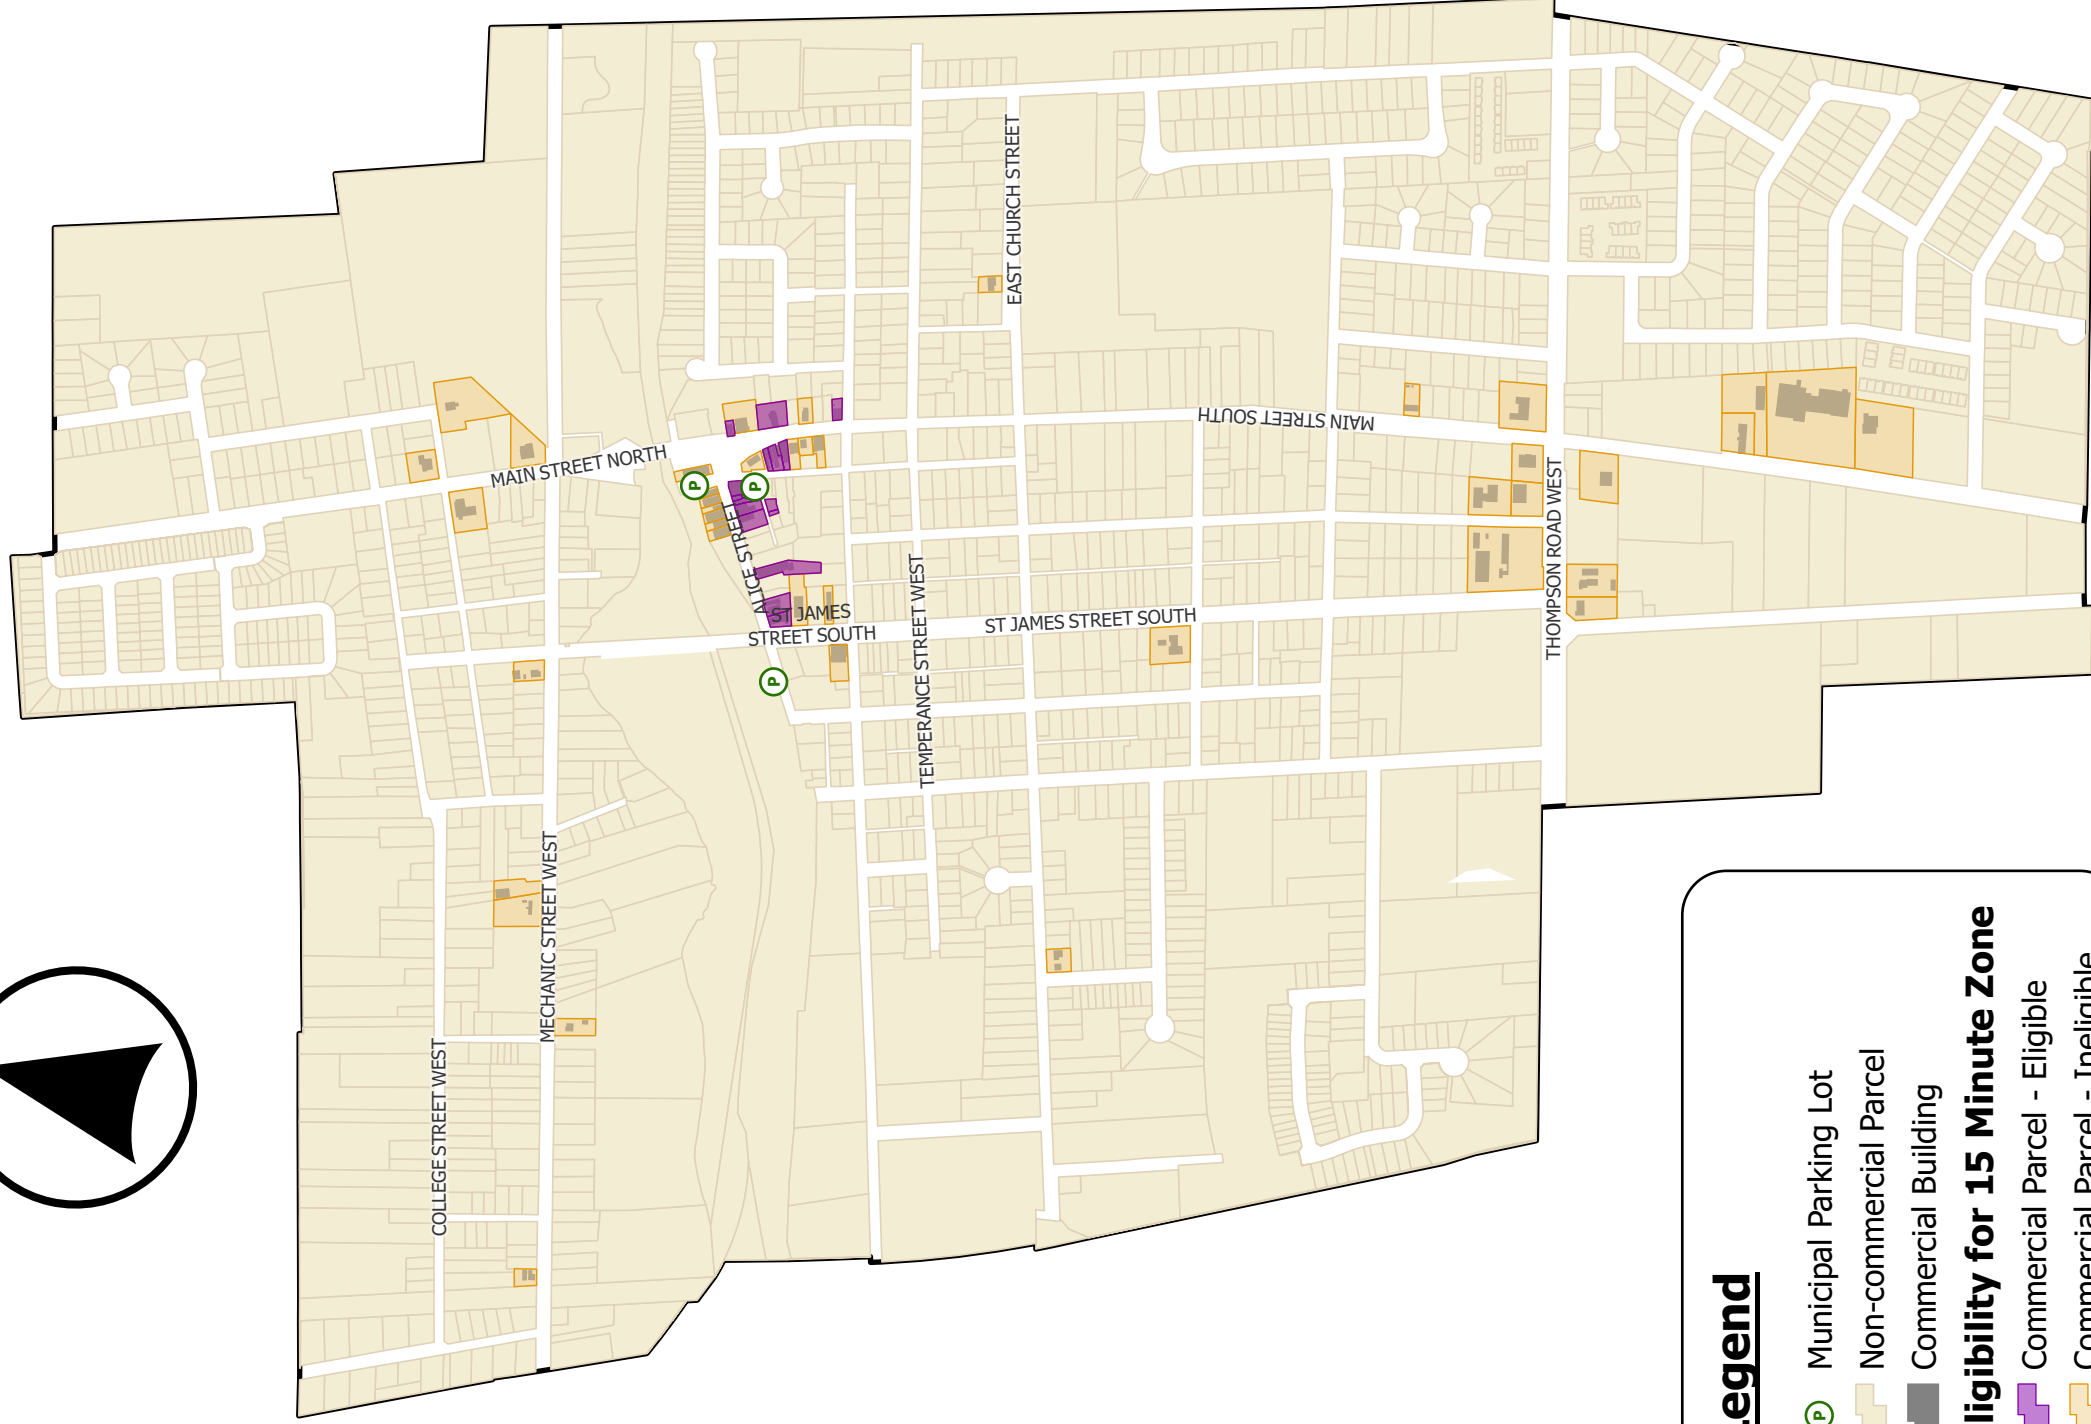 EAST CHURCH STREET
MAIN STREET SOUTH
MAIN STREET NORTH
P
P
ALICE STREET
ST JAMES
STREET SOUTH
ST JAMES STREET SOUTH
TEMPERANCE STREET WEST
THOMPSON ROAD WEST
P
MECHANIC STREET WEST
COLLEGE STREET WEST
egend
P Municipal Parking Lot
Non-commercial Parcel
Commercial Building
ligibility for 15 Minute Zone
Commercial Parcel - Eligible
Commercial Parcel - Ineligible